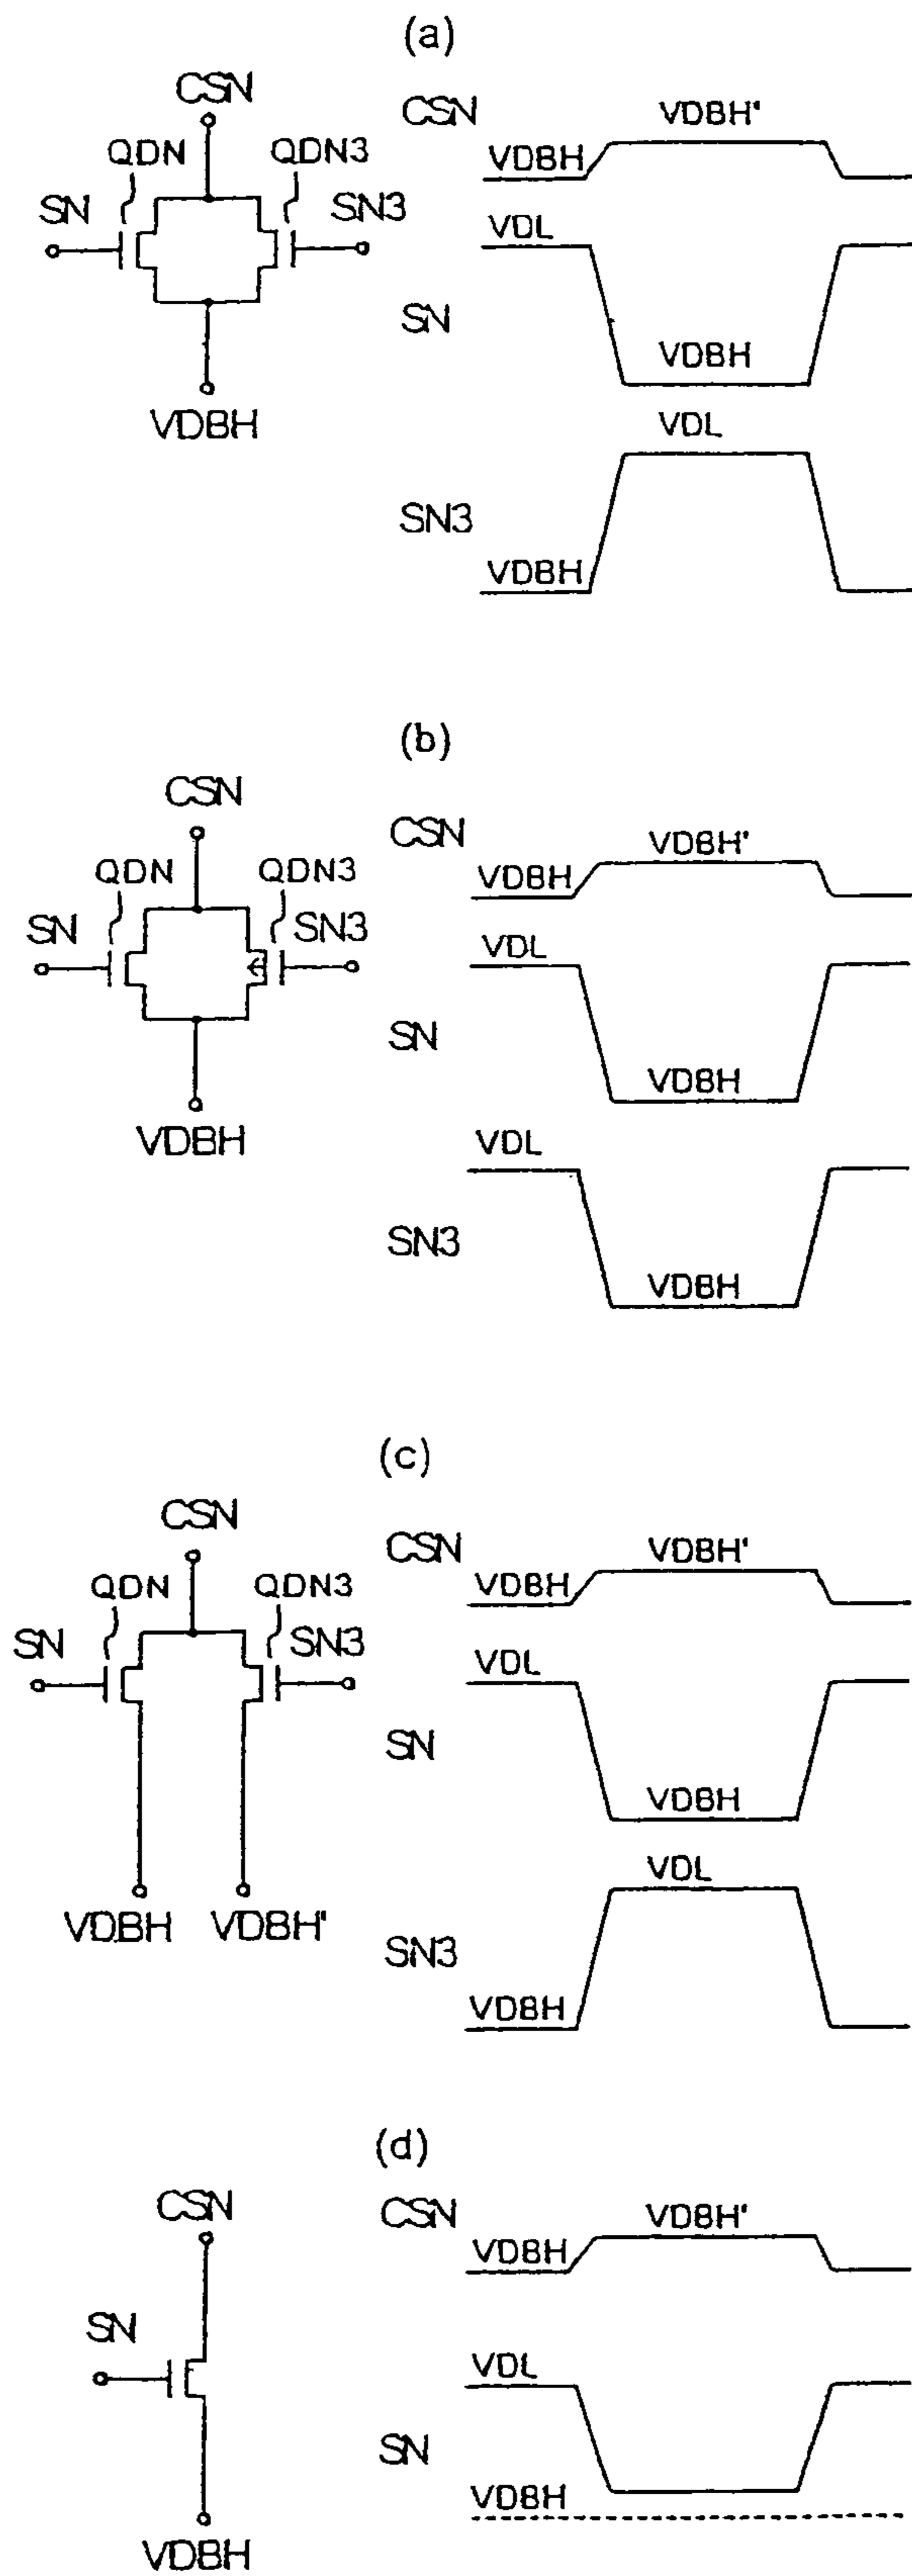 (a)
CSN
QDN
QDN3
SN
SN3
VDBH
CSN
VDBH
VDBH'
VDL
SN
VDBH
VDL
SN3
VDBH
(b)
CSN
QDN
QDN3
SN
SN3
VDBH
CSN
VDBH
VDBH'
VDL
SN
VDBH
VDL
SN3
VDBH
(c)
CSN
QDN
QDN3
SN
SN3
VDBH
VDBH'
CSN
VDBH
VDBH'
VDL
SN
VDBH
VDL
SN3
VDBH
(d)
CSN
SN
VDBH
CSN
VDBH
VDBH'
VDL
SN
VDBH